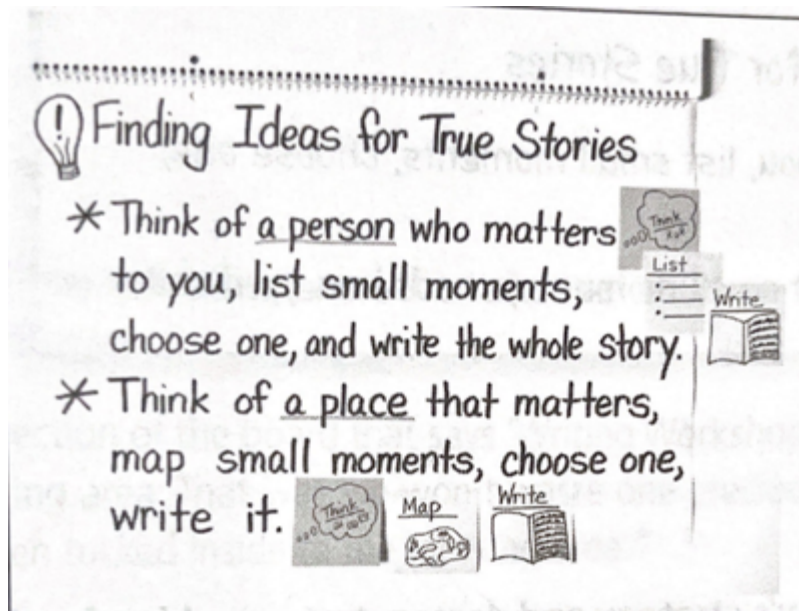 Finding Ideas for True Stories
* Think of a person who matters
to you, list small moments,
choose one, and write the whole story.
* Think of a place that matters,
map small moments, choose one,
write it.
Think
List
Write
Think
Map
Write